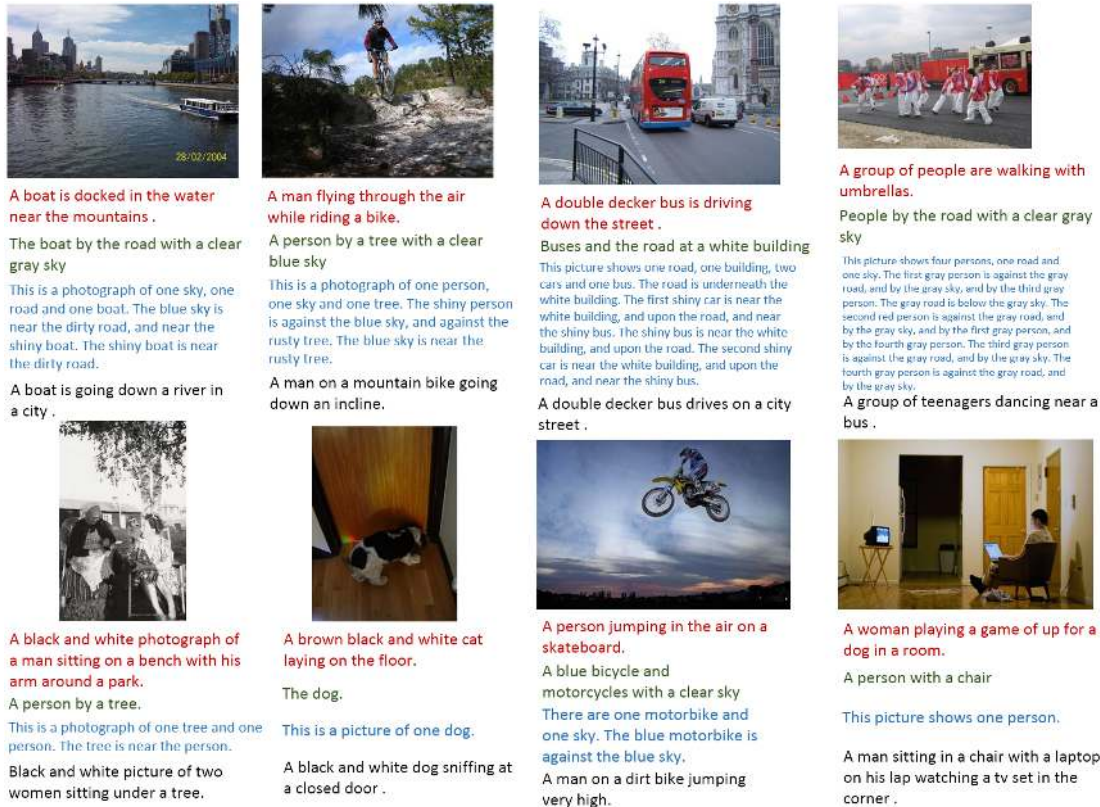 28/02/2004
A boat is docked in the water
near the mountains .
The boat by the road with a clear
gray sky
This is a photograph of one sky, one
road and one boat. The blue sky is
near the dirty road, and near the
shiny boat. The shiny boat is near
the dirty road.
A boat is going down a river in
a city .
A man flying through the air
while riding a bike.
A person by a tree with a clear
blue sky
This is a photograph of one person,
one sky and one tree. The shiny person
is against the blue sky, and against the
rusty tree. The blue sky is near the
rusty tree.
A man on a mountain bike going
down an incline.
A double decker bus is driving
down the street .
Buses and the road at a white building
This picture shows one road, one building, two
cars and one bus. The road is underneath the
white building. The first shiny car is near the
white building, and upon the road, and near
the shiny bus. The shiny bus is near the white
building, and upon the road. The second shiny
car is near the white building, and upon the
road, and near the shiny bus.
A double decker bus drives on a city
street .
A group of people are walking with
umbrellas.
People by the road with a clear gray
sky
This picture shows four persons, one road and
one sky. The first gray person is against the gray
road, and by the gray sky, and by the third gray
person. The gray road is below the gray sky. The
second red person is against the gray road, and
by the gray sky, and by the first gray person, and
by the fourth gray person. The third gray person
is against the gray road, and by the gray sky. The
fourth gray person is against the gray road, and
by the gray sky.
A group of teenagers dancing near a
bus .
A black and white photograph of
a man sitting on a bench with his
arm around a park.
A person by a tree.
This is a photograph of one tree and one
person. The tree is near the person.
Black and white picture of two
women sitting under a tree.
A brown black and white cat
laying on the floor.
The dog.
This is a picture of one dog.
A black and white dog sniffing at
a closed door .
A person jumping in the air on a
skateboard.
A blue bicycle and
motorcycles with a clear sky
There are one motorbike and
one sky. The blue motorbike is
against the blue sky.
A man on a dirt bike jumping
very high.
A woman playing a game of up for a
dog in a room.
A person with a chair
This picture shows one person.
A man sitting in a chair with a laptop
on his lap watching a tv set in the
corner .